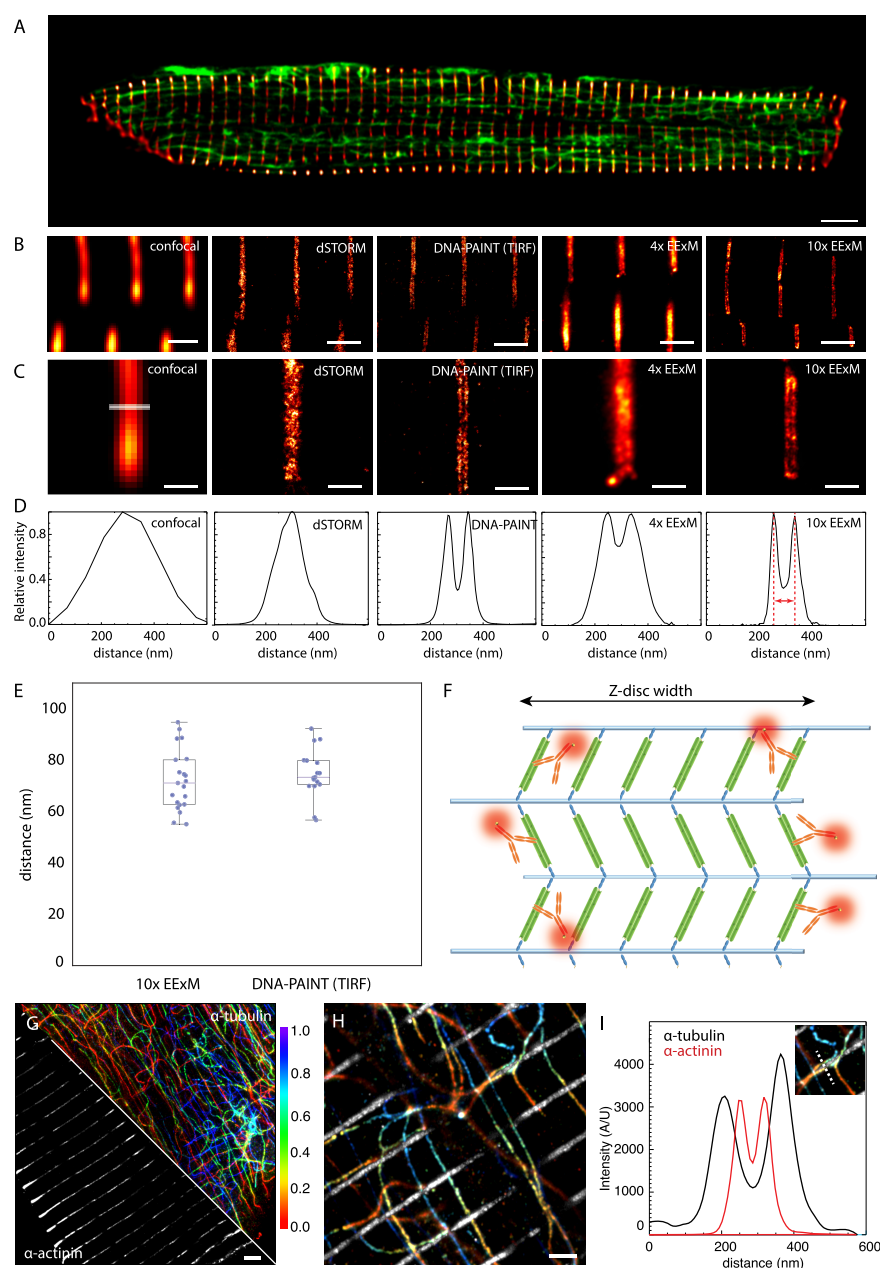 A
B
confocal
dSTORM
DNA-PAINT (TIRF)
4x EExM
10x EExM
C
confocal
dSTORM
DNA-PAINT (TIRF)
4x EExM
10x EExM
D
confocal
dSTORM
DNA-PAINT
4x EExM
10x EExM
Relative intensity
0.8
0.4
0.0
0 200 400
0 200 400
0 200 400
0 200 400
0 200 400
distance (nm)
distance (nm)
distance (nm)
distance (nm)
distance (nm)
E
distance (nm)
100
80
60
40
20
0
10x EExM
DNA-PAINT (TIRF)
F
Z-disc width
G
α-tubulin
α-actinin
1.0
0.8
0.6
0.4
0.2
0.0
H
I
α-tubulin
α-actinin
Intensity (A/U)
4000
3000
2000
1000
0
0 200 400 600
distance (nm)